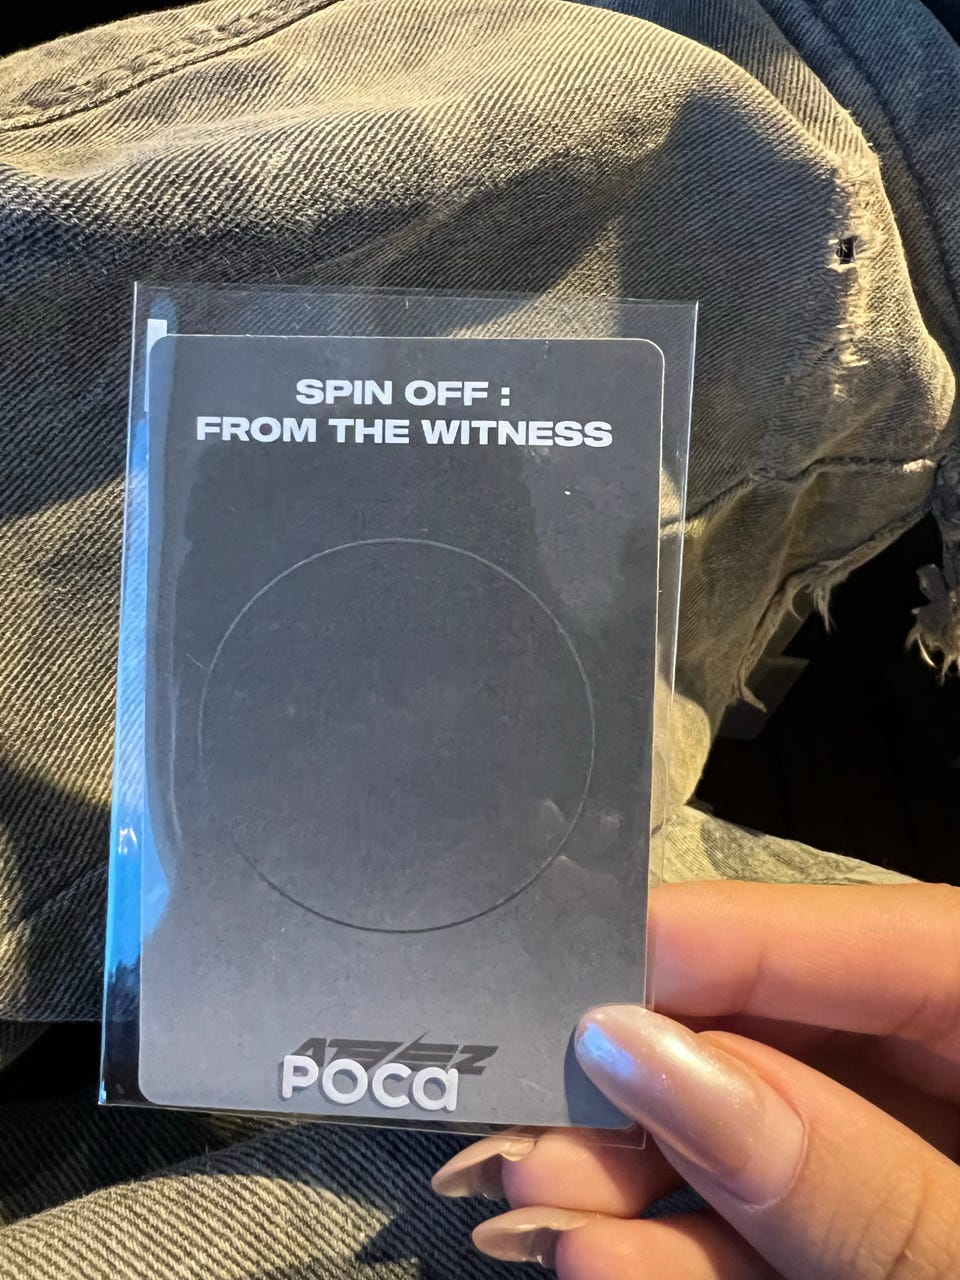 SPIN OFF :
FROM THE WITNESS
ATEEZ
POCA